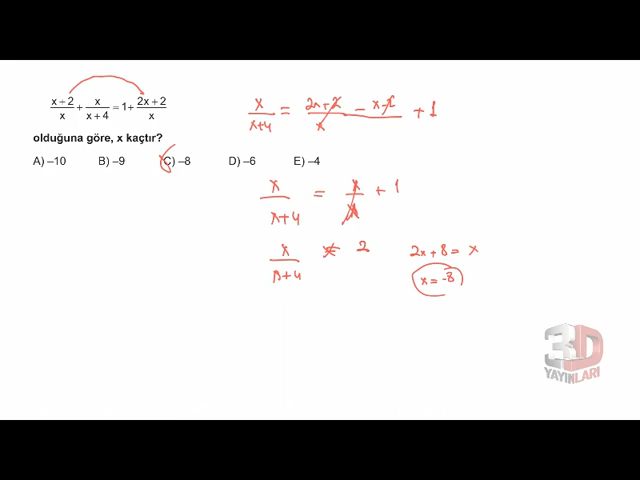 x+2/x + x/x+4 = 1 + 2x+2/x
olduğuna göre, x kaçtır?
A) –10 B) –9 C) –8 D) –6 E) –4
x/x+4 = 2x+2/x - x-2 + 1
x/x+4 = x/x + 1
x/x+4 = 2
2x+8 = x
x = -8
3D
YAYINLARI